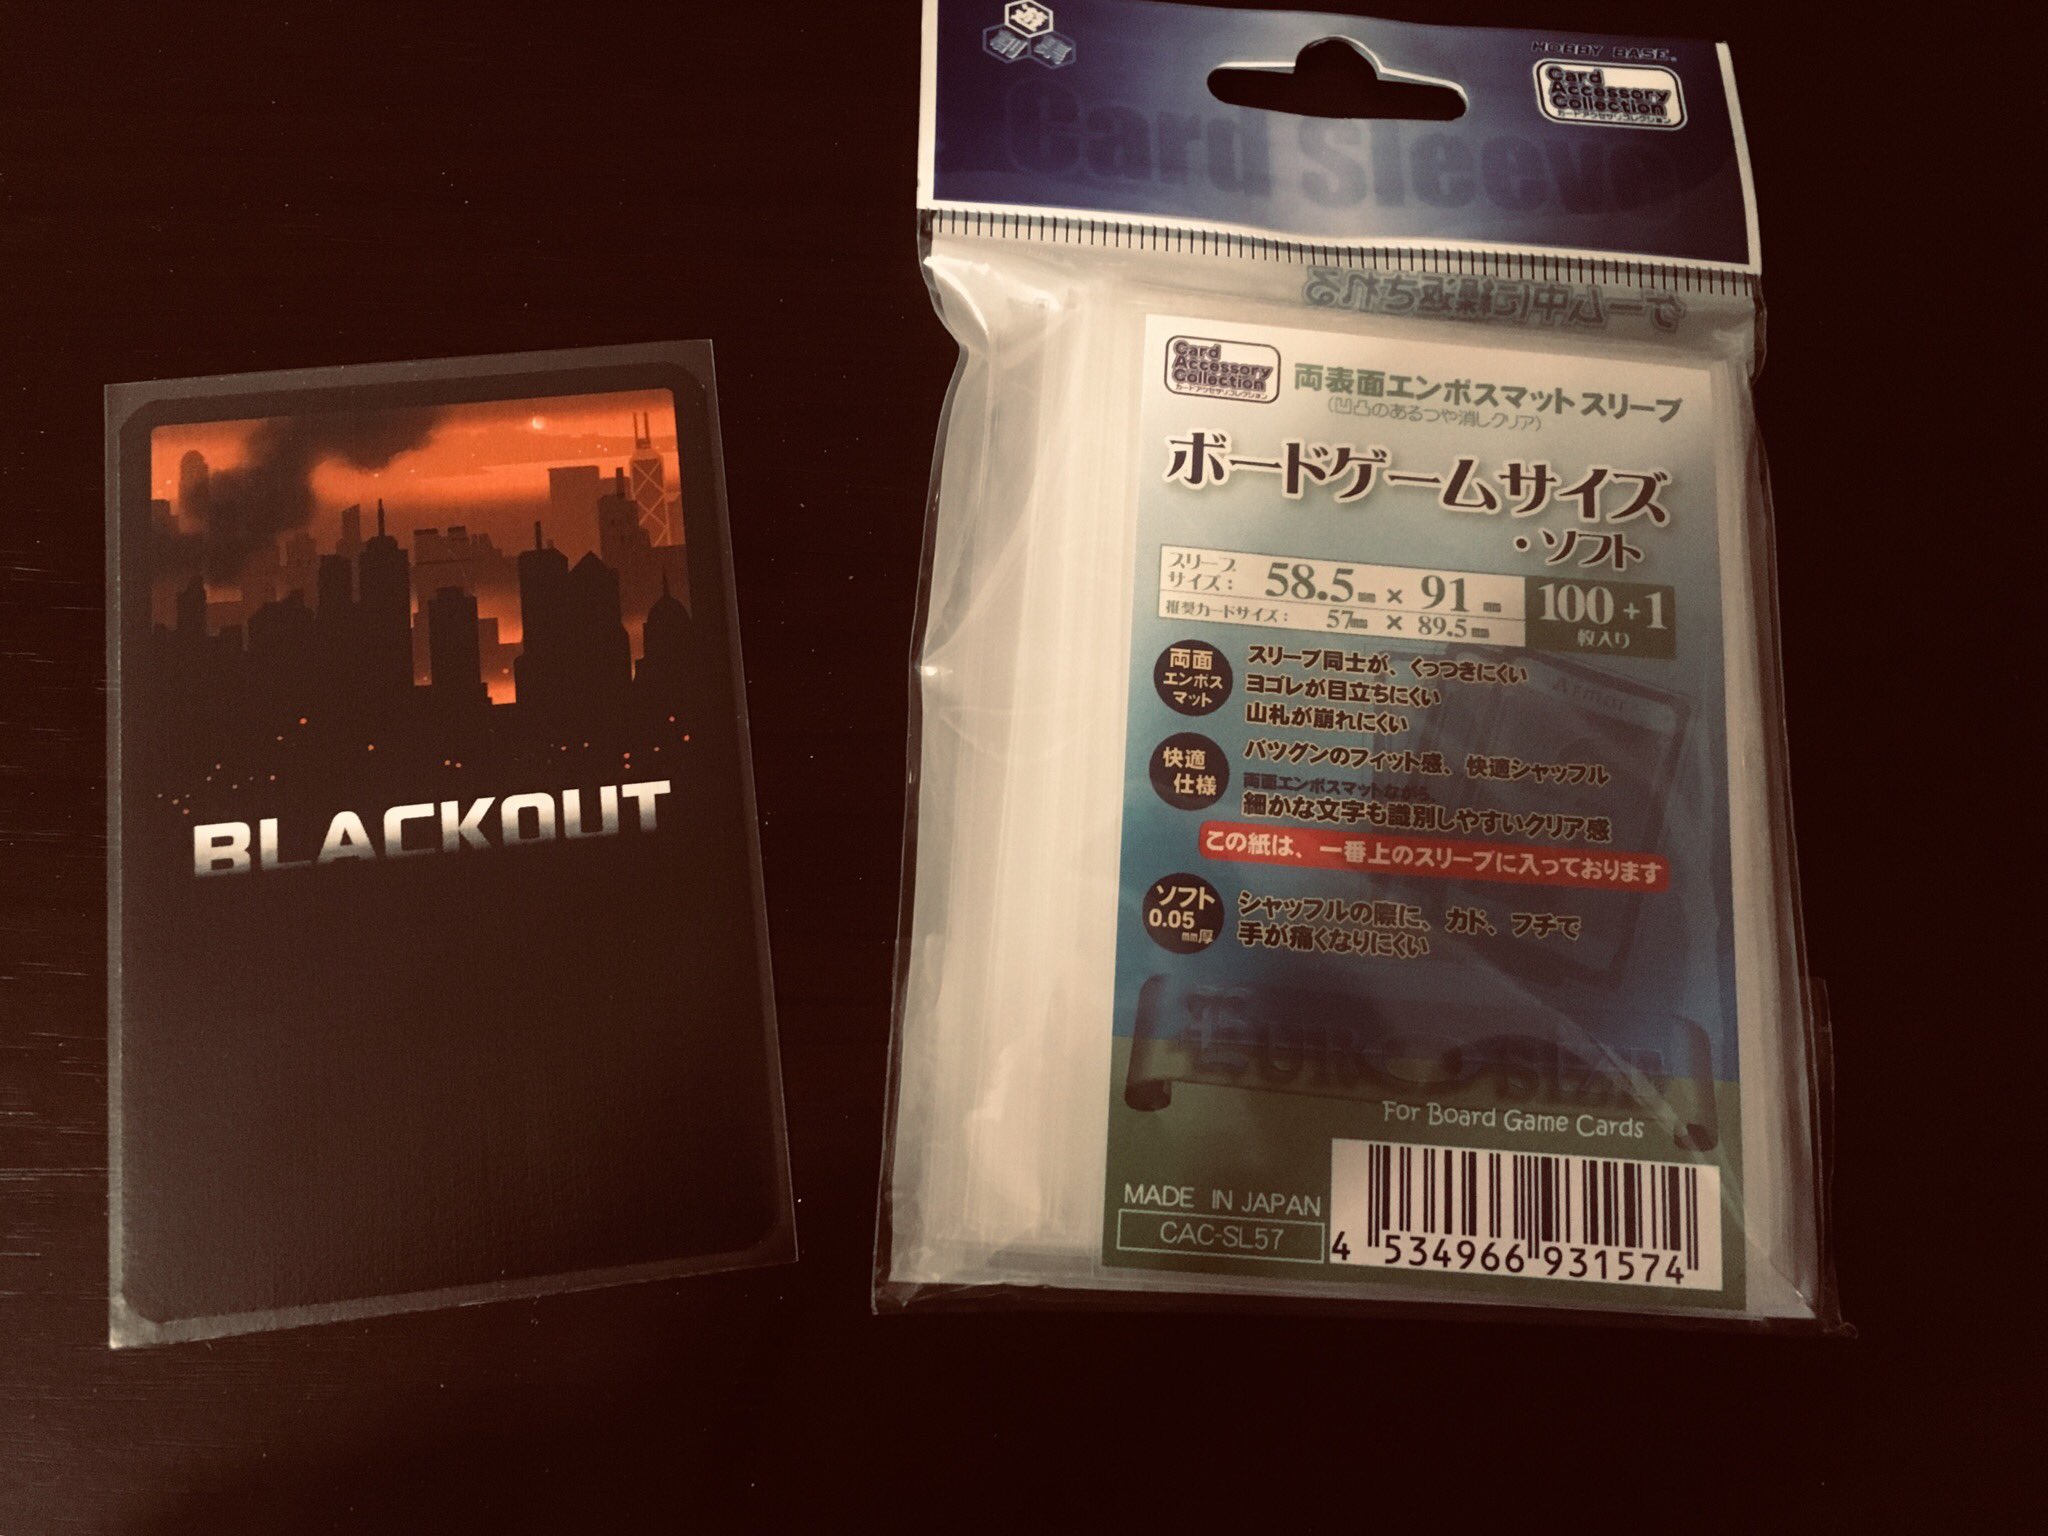 BLACKOUT
遊
HOBBY BASE.
Card
Accessory
Collection
カードアクセサリコレクション
Card Sleeve
Card
Accessory
Collection
カードアクセサリコレクション
両表面エンボスマット スリーブ
(凹凸のあるつや消しクリア)
ボードゲームサイズ
・ソフト
スリーブ
サイズ: 58.5mm × 91 mm
推奨カードサイズ: 57mm × 89.5mm
100+1
枚入り
両面
エンボス
マット
スリーブ同士が、くっつきにくい
ヨゴレが目立ちにくい
山札が崩れにくい
快適
仕様
バツグンのフィット感、快適シャッフル
両面エンボスマットながら、
細かな文字も識別しやすいクリア感
この紙は、一番上のスリーブに入っております
ソフト
0.05
mm厚
シャッフルの際に、カド、フチで
手が痛くなりにくい
EURO SIZE
For Board Game Cards
MADE IN JAPAN
CAC-SL57
4 534966 931574